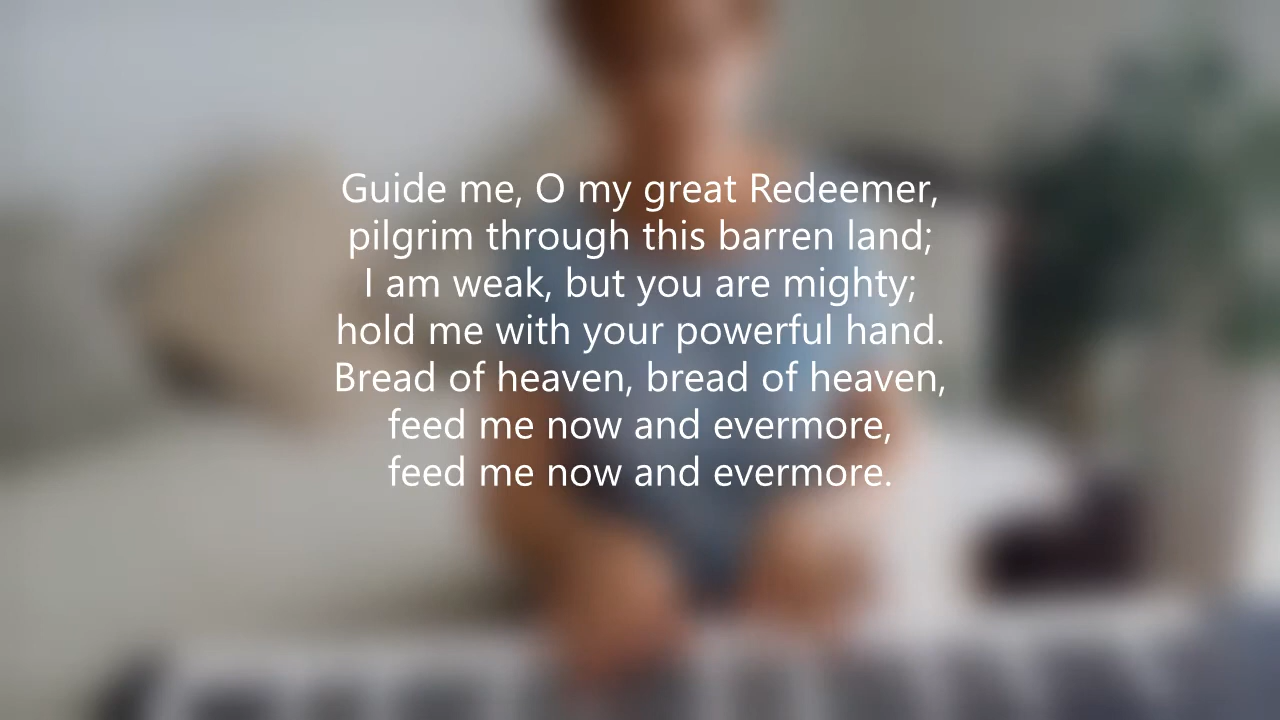 Guide me, O my great Redeemer,
pilgrim through this barren land;
I am weak, but you are mighty;
hold me with your powerful hand.
Bread of heaven, bread of heaven,
feed me now and evermore,
feed me now and evermore.